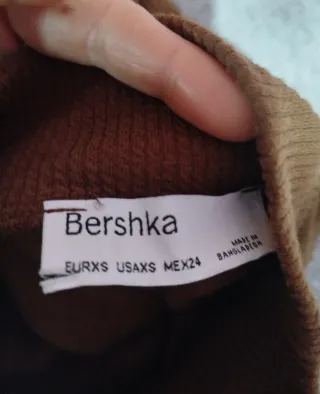 Bershka
EURXS USAXS MEX24
MADE IN
BANGLADESH